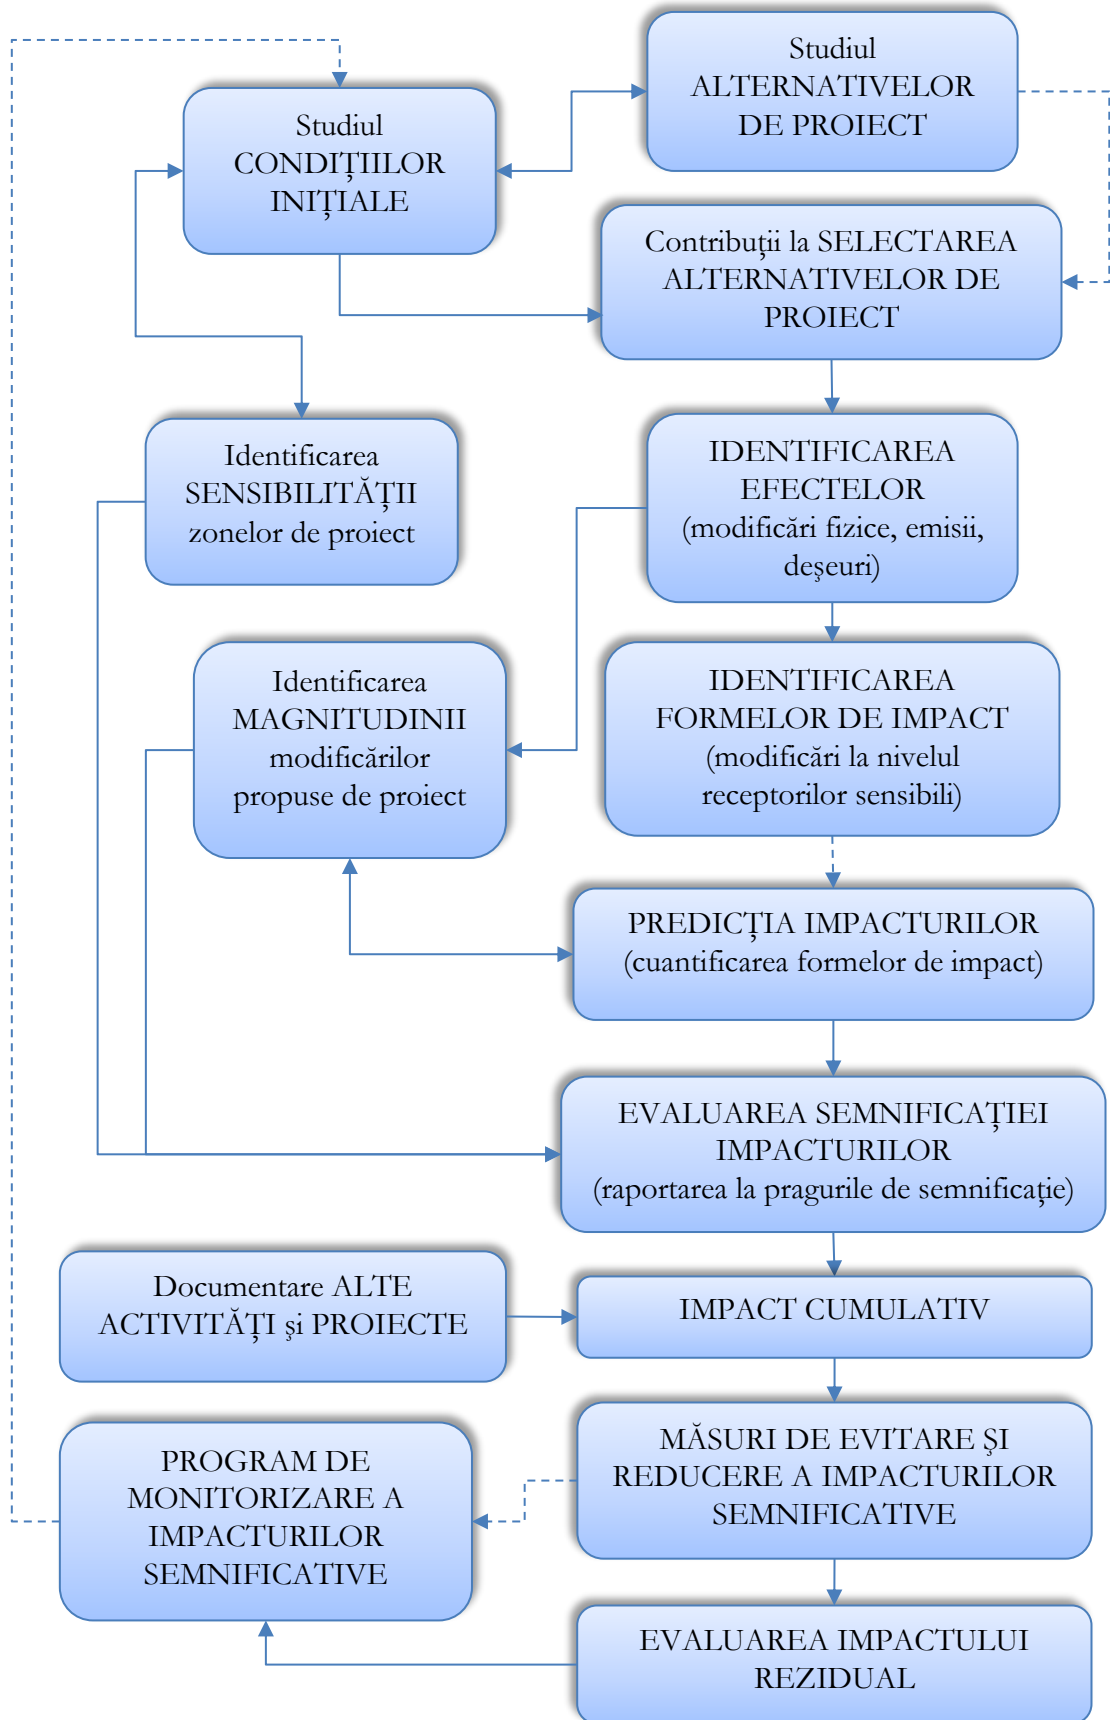 Studiul
ALTERNATIVELOR
DE PROIECT
Studiul
CONDIŢIILOR
INIŢIALE
Contribuţii la SELECTAREA
ALTERNATIVELOR DE
PROIECT
Identificarea
SENSIBILITĂŢII
zonelor de proiect
IDENTIFICAREA
EFECTELOR
(modificări fizice, emisii,
deşeuri)
Identificarea
MAGNITUDINII
modificărilor
propuse de proiect
IDENTIFICAREA
FORMELOR DE IMPACT
(modificări la nivelul
receptorilor sensibili)
PREDICŢIA IMPACTURILOR
(cuantificarea formelor de impact)
EVALUAREA SEMNIFICAŢIEI
IMPACTURILOR
(raportarea la pragurile de semnificaţie)
Documentare ALTE
ACTIVITĂŢI şi PROIECTE
IMPACT CUMULATIV
MĂSURI DE EVITARE ŞI
REDUCERE A IMPACTURILOR
SEMNIFICATIVE
PROGRAM DE
MONITORIZARE A
IMPACTURILOR
SEMNIFICATIVE
EVALUAREA IMPACTULUI
REZIDUAL